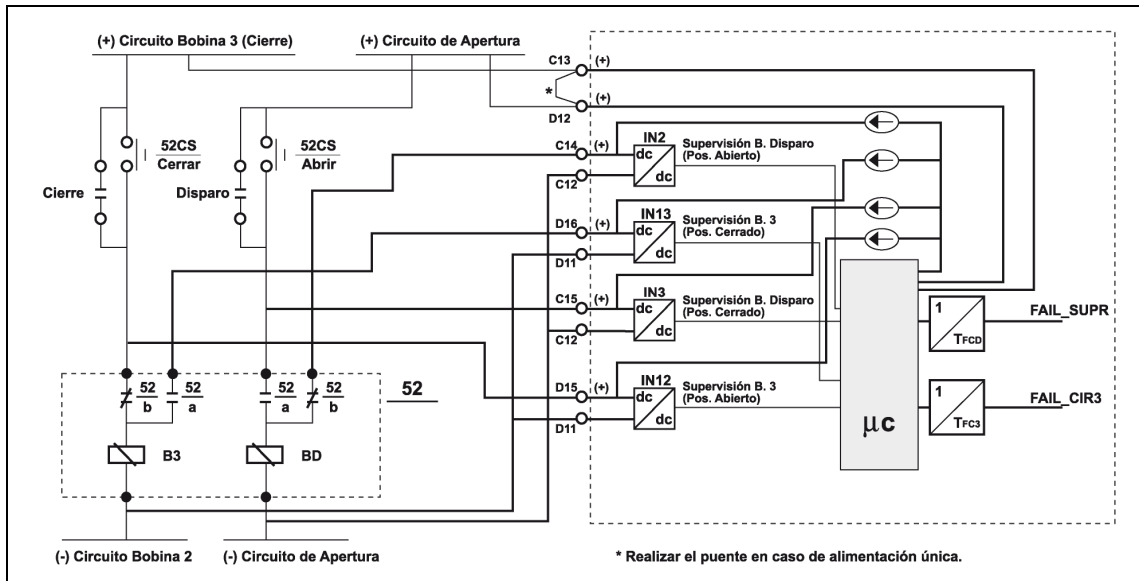 (+) Circuito Bobina 3 (Cierre)
(+) Circuito de Apertura
C13
(+)
*
(+)
D12
52CS
Cerrar
52CS
Abrir
Cierre
Disparo
C14
(+)
IN2
dc
dc
Supervisión B. Disparo
(Pos. Abierto)
C12
D16
(+)
IN13
dc
dc
Supervisión B. 3
(Pos. Cerrado)
D11
C15
(+)
IN3
dc
dc
Supervisión B. Disparo
(Pos. Cerrado)
C12
D15
(+)
IN12
dc
dc
Supervisión B. 3
(Pos. Abierto)
D11
µc
1
TFCD
FAIL_SUPR
1
TFC3
FAIL_CIR3
52
b
52
a
52
a
52
b
52
B3
BD
(-) Circuito Bobina 2
(-) Circuito de Apertura
* Realizar el puente en caso de alimentación única.